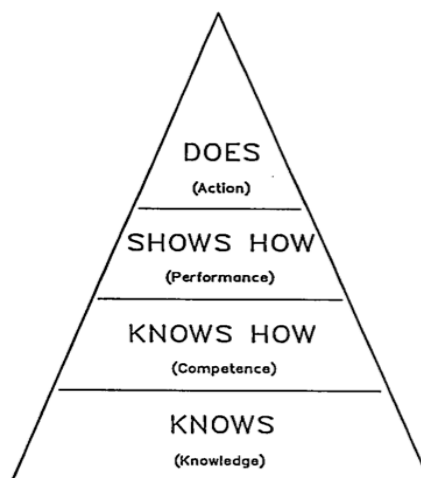 DOES
(Action)
SHOWS HOW
(Performance)
KNOWS HOW
(Competence)
KNOWS
(Knowledge)